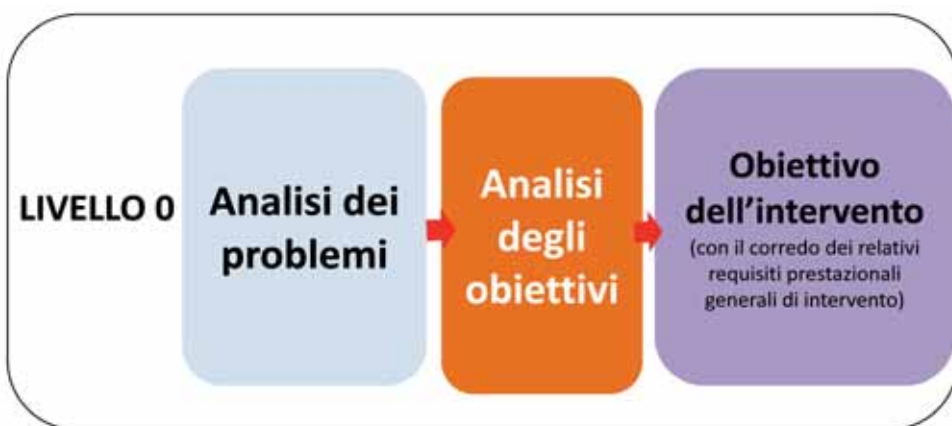 LIVELLO 0
Analisi dei
problemi
Analisi
degli
obiettivi
Obiettivo
dell’intervento
(con il corredo dei relativi
requisiti prestazionali
generali di intervento)